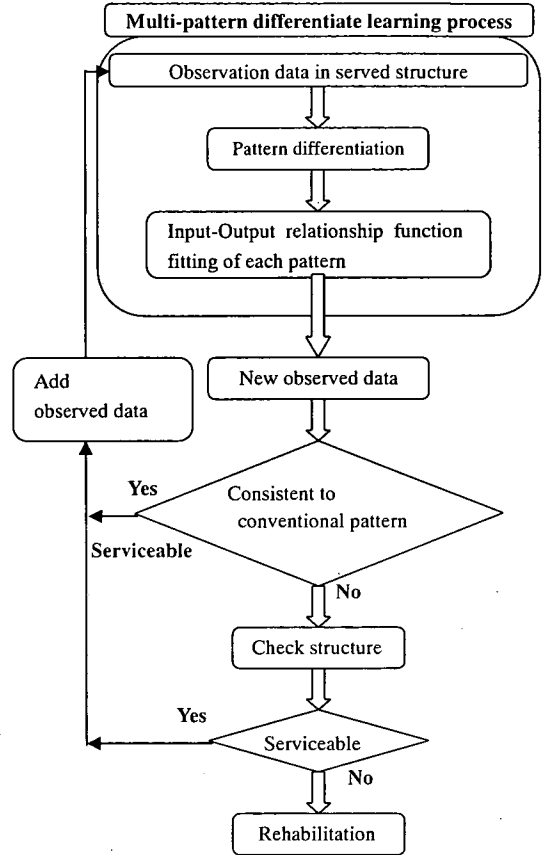 Multi-pattern differentiate learning process
Observation data in served structure
Pattern differentiation
Input-Output relationship function
fitting of each pattern
New observed data
Add
observed data
Yes
Consistent to
conventional pattern
Serviceable
No
Check structure
Yes
Serviceable
No
Rehabilitation